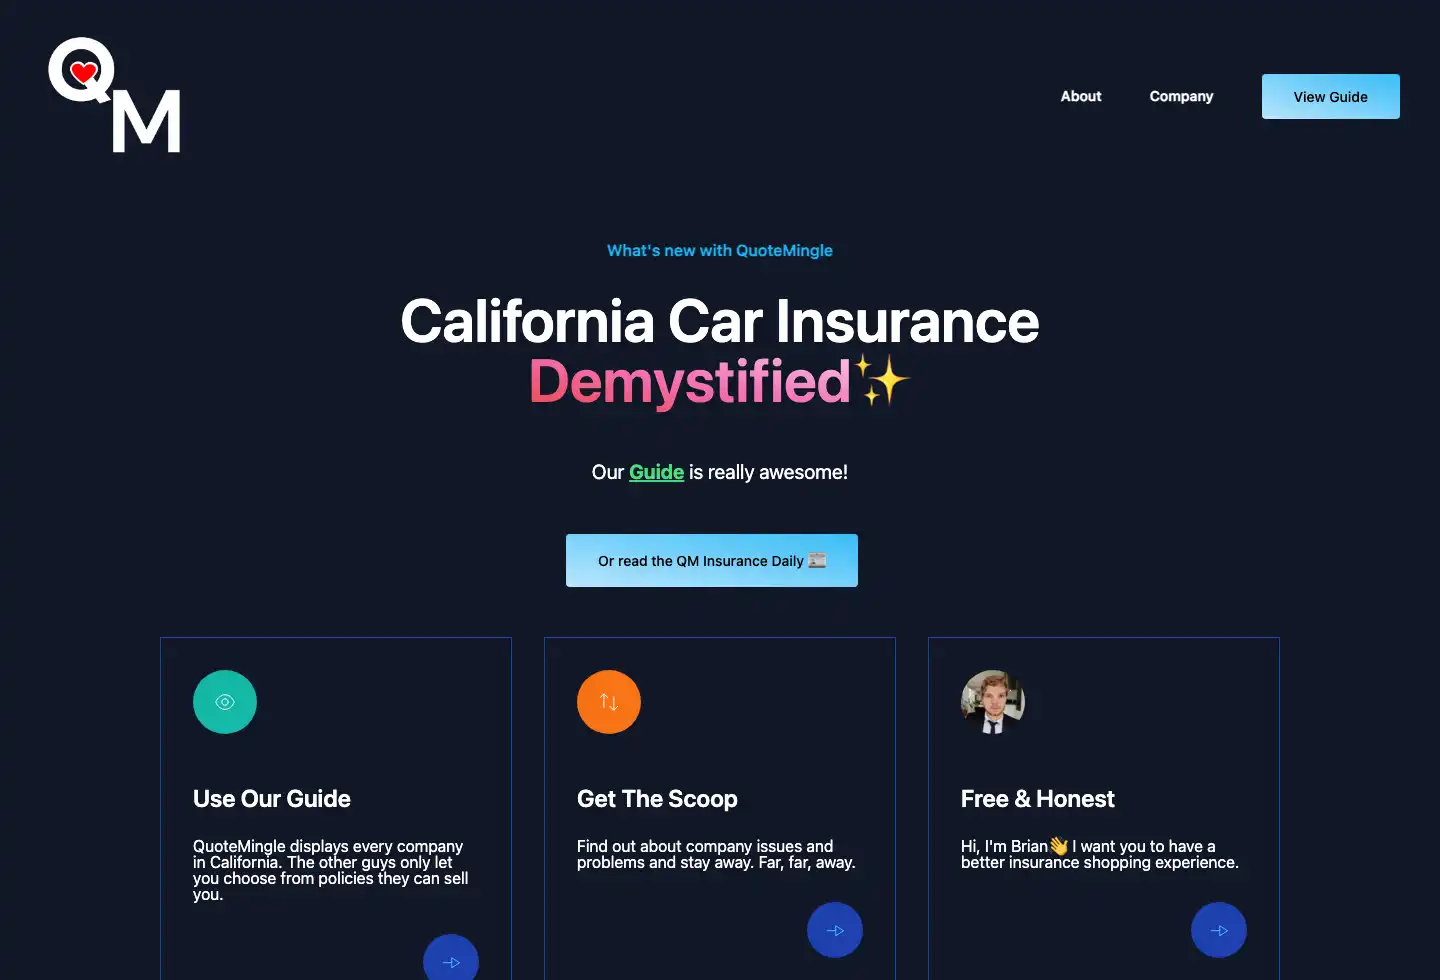 QM
About
Company
View Guide
What's new with QuoteMingle
California Car Insurance
Demystified✨
Our Guide is really awesome!
Or read the QM Insurance Daily 📰
Use Our Guide
QuoteMingle displays every company
in California. The other guys only let
you choose from policies they can sell
you.
Get The Scoop
Find out about company issues and
problems and stay away. Far, far, away.
Free & Honest
Hi, I'm Brian👋 I want you to have a
better insurance shopping experience.